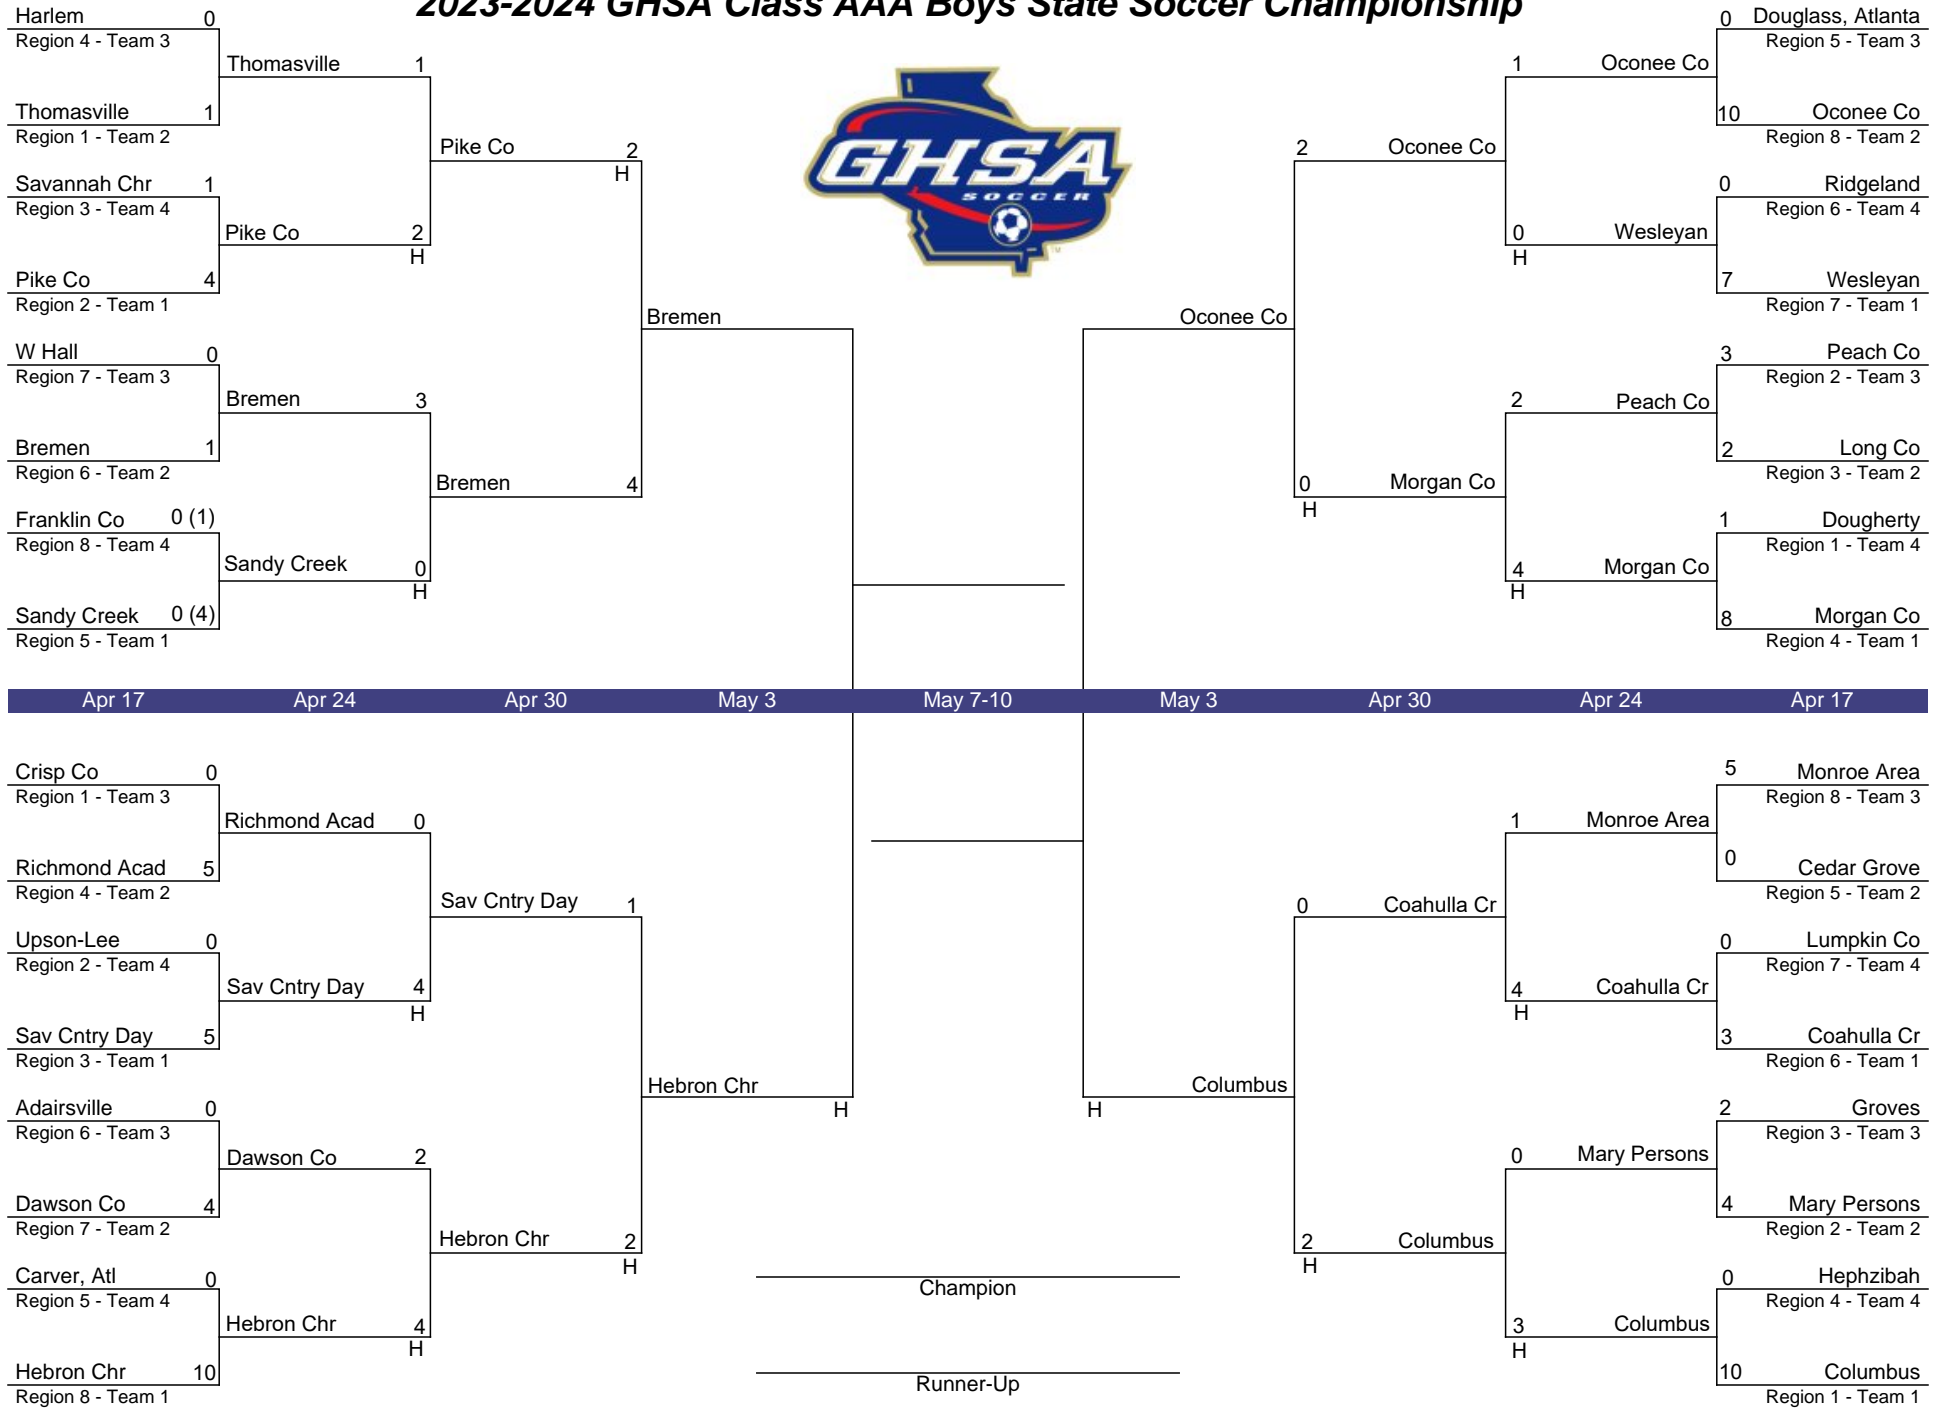 2023-2024 GHSA Class AAA Boys State Soccer Championship
GHSA
SOCCER
TM
Harlem 0
Region 4 - Team 3
Thomasville 1
Thomasville 1
Region 1 - Team 2
Pike Co 2
H
Savannah Chr 1
Region 3 - Team 4
Pike Co 2
H
Pike Co 4
Region 2 - Team 1
Bremen
W Hall 0
Region 7 - Team 3
Bremen 3
Bremen 1
Region 6 - Team 2
Bremen 4
Franklin Co 0 (1)
Region 8 - Team 4
Sandy Creek 0
H
Sandy Creek 0 (4)
Region 5 - Team 1
0 Douglass, Atlanta
Region 5 - Team 3
1 Oconee Co
10 Oconee Co
Region 8 - Team 2
2 Oconee Co
0 Ridgeland
Region 6 - Team 4
0 Wesleyan
H
7 Wesleyan
Region 7 - Team 1
Oconee Co
3 Peach Co
Region 2 - Team 3
2 Peach Co
2 Long Co
Region 3 - Team 2
0 Morgan Co
H
1 Dougherty
Region 1 - Team 4
4 Morgan Co
H
8 Morgan Co
Region 4 - Team 1
Apr 17 Apr 24 Apr 30 May 3 May 7-10 May 3 Apr 30 Apr 24 Apr 17
Crisp Co 0
Region 1 - Team 3
Richmond Acad 0
Richmond Acad 5
Region 4 - Team 2
Sav Cntry Day 1
Upson-Lee 0
Region 2 - Team 4
Sav Cntry Day 4
H
Sav Cntry Day 5
Region 3 - Team 1
Hebron Chr
H
Adairsville 0
Region 6 - Team 3
Dawson Co 2
Dawson Co 4
Region 7 - Team 2
Hebron Chr 2
H
Carver, Atl 0
Region 5 - Team 4
Hebron Chr 4
H
Hebron Chr 10
Region 8 - Team 1
5 Monroe Area
Region 8 - Team 3
1 Monroe Area
0 Cedar Grove
Region 5 - Team 2
0 Coahulla Cr
0 Lumpkin Co
Region 7 - Team 4
4 Coahulla Cr
H
3 Coahulla Cr
Region 6 - Team 1
Columbus
H
2 Groves
Region 3 - Team 3
0 Mary Persons
4 Mary Persons
Region 2 - Team 2
2 Columbus
H
0 Hephzibah
Region 4 - Team 4
3 Columbus
H
10 Columbus
Region 1 - Team 1
Champion
Runner-Up